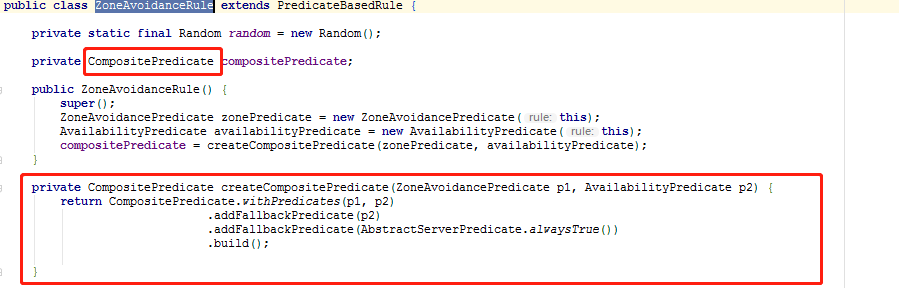 public class ZoneAvoidanceRule extends PredicateBasedRule {
private static final Random random = new Random();
private CompositePredicate compositePredicate;
public ZoneAvoidanceRule() {
super();
ZoneAvoidancePredicate zonePredicate = new ZoneAvoidancePredicate( rule: this);
AvailabilityPredicate availabilityPredicate = new AvailabilityPredicate( rule: this);
compositePredicate = createCompositePredicate(zonePredicate, availabilityPredicate);
}
private CompositePredicate createCompositePredicate(ZoneAvoidancePredicate p1, AvailabilityPredicate p2) {
return CompositePredicate.withPredicates(p1, p2)
.addFallbackPredicate(p2)
.addFallbackPredicate(AbstractServerPredicate.alwaysTrue())
.build();
}